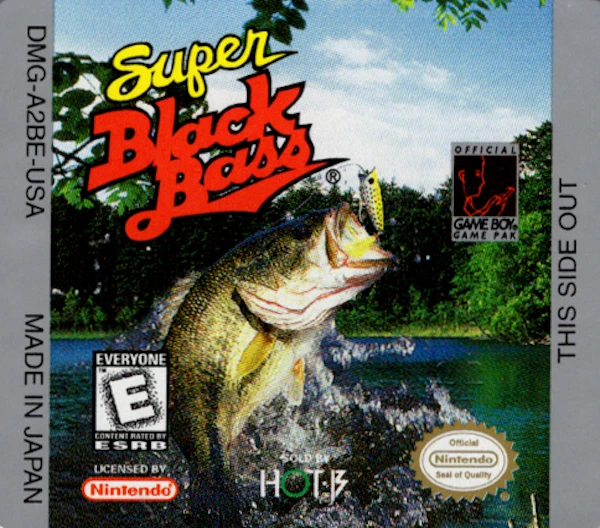 DMG-A2BE-USA
MADE IN JAPAN
Super
Black
Bass®
OFFICIAL
GAME BOY®
GAME PAK
THIS SIDE OUT
EVERYONE
E
CONTENT RATED BY
ESRB
LICENSED BY
Nintendo®
SOLD BY
HOT·B
Official
Nintendo
Seal of Quality